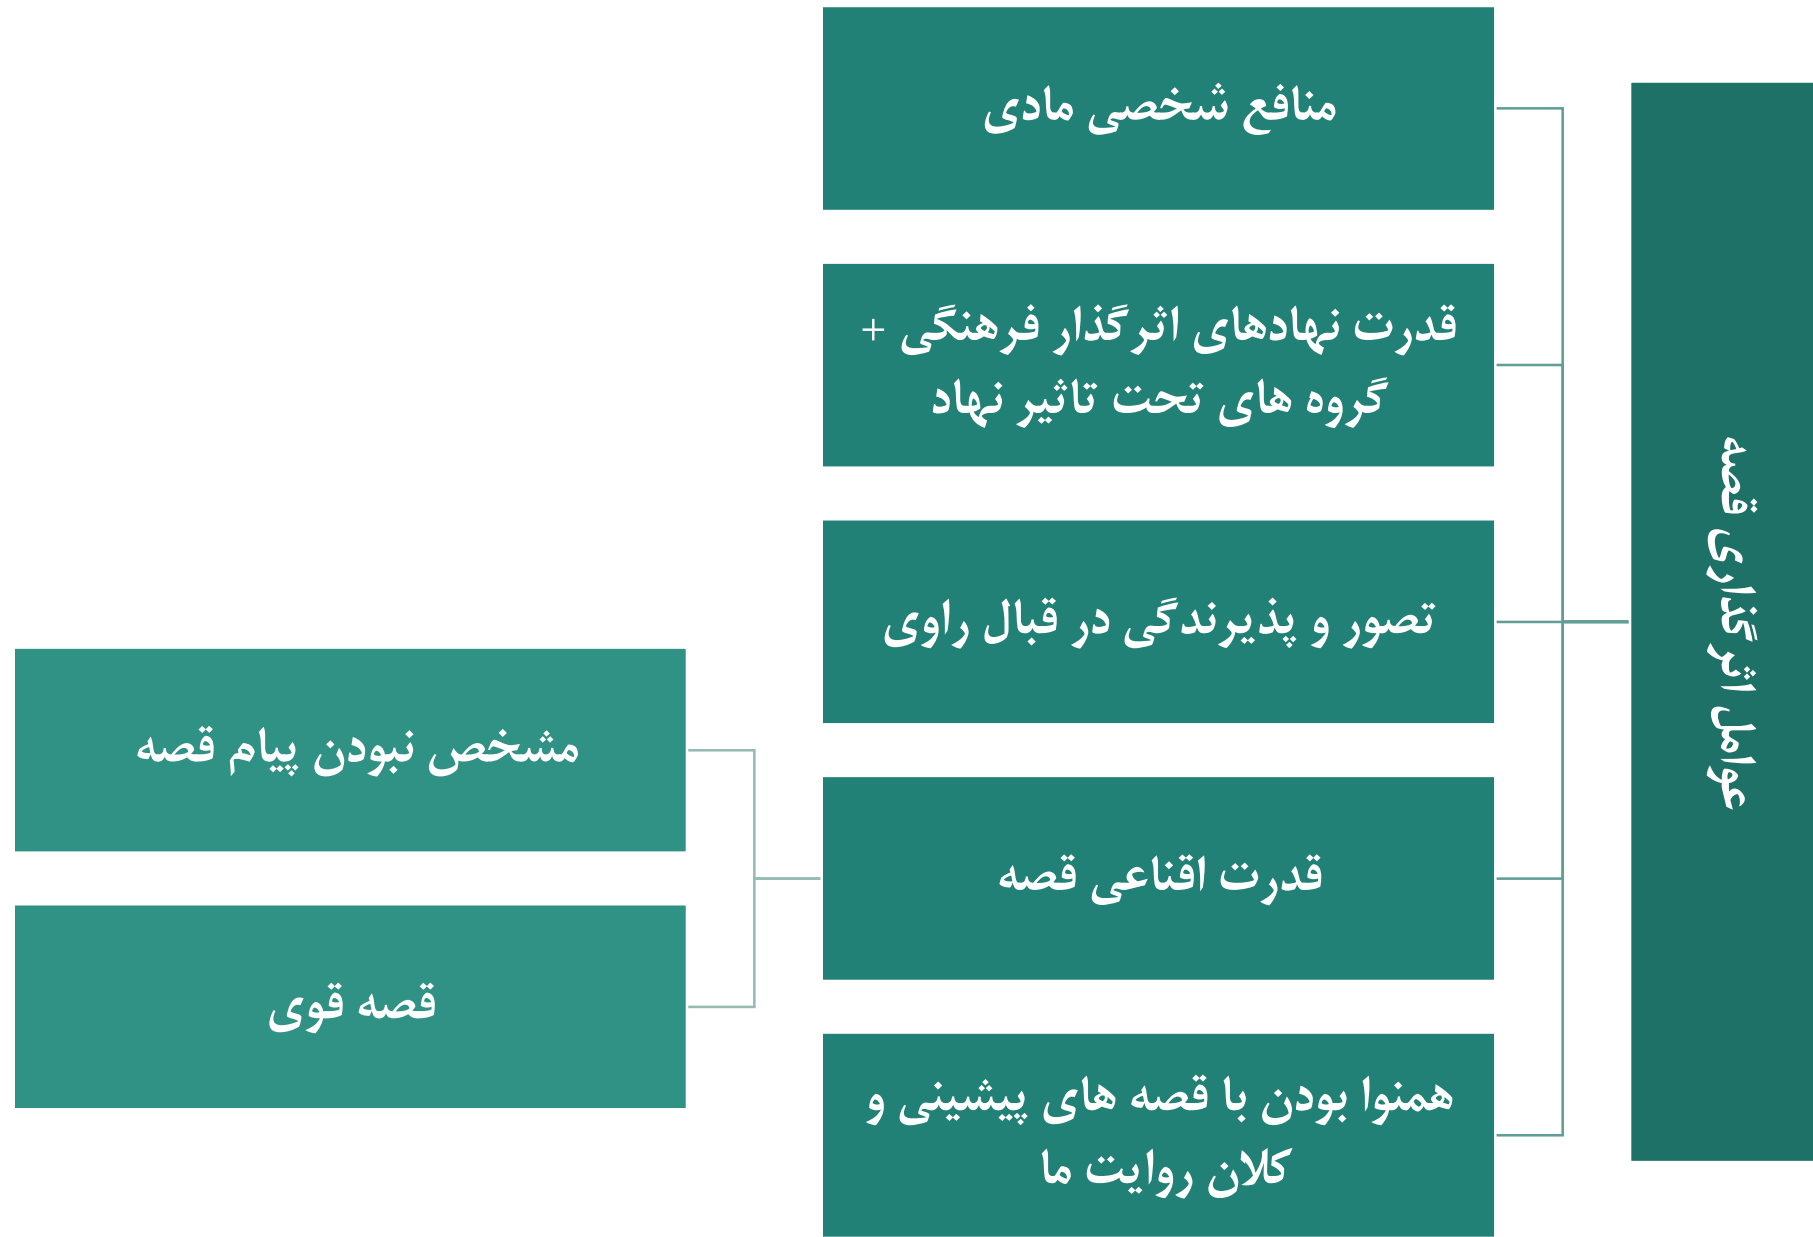 عوامل اثرگذاری قصه
منافع شخصی مادی
قدرت نهادهای اثرگذار فرهنگی +
گروه های تحت تاثیر نهاد
تصور و پذیرندگی در قبال راوی
قدرت اقناعی قصه
مشخص نبودن پیام قصه
قصه قوی
همنوا بودن با قصه های پیشینی و
کلان روایت ما